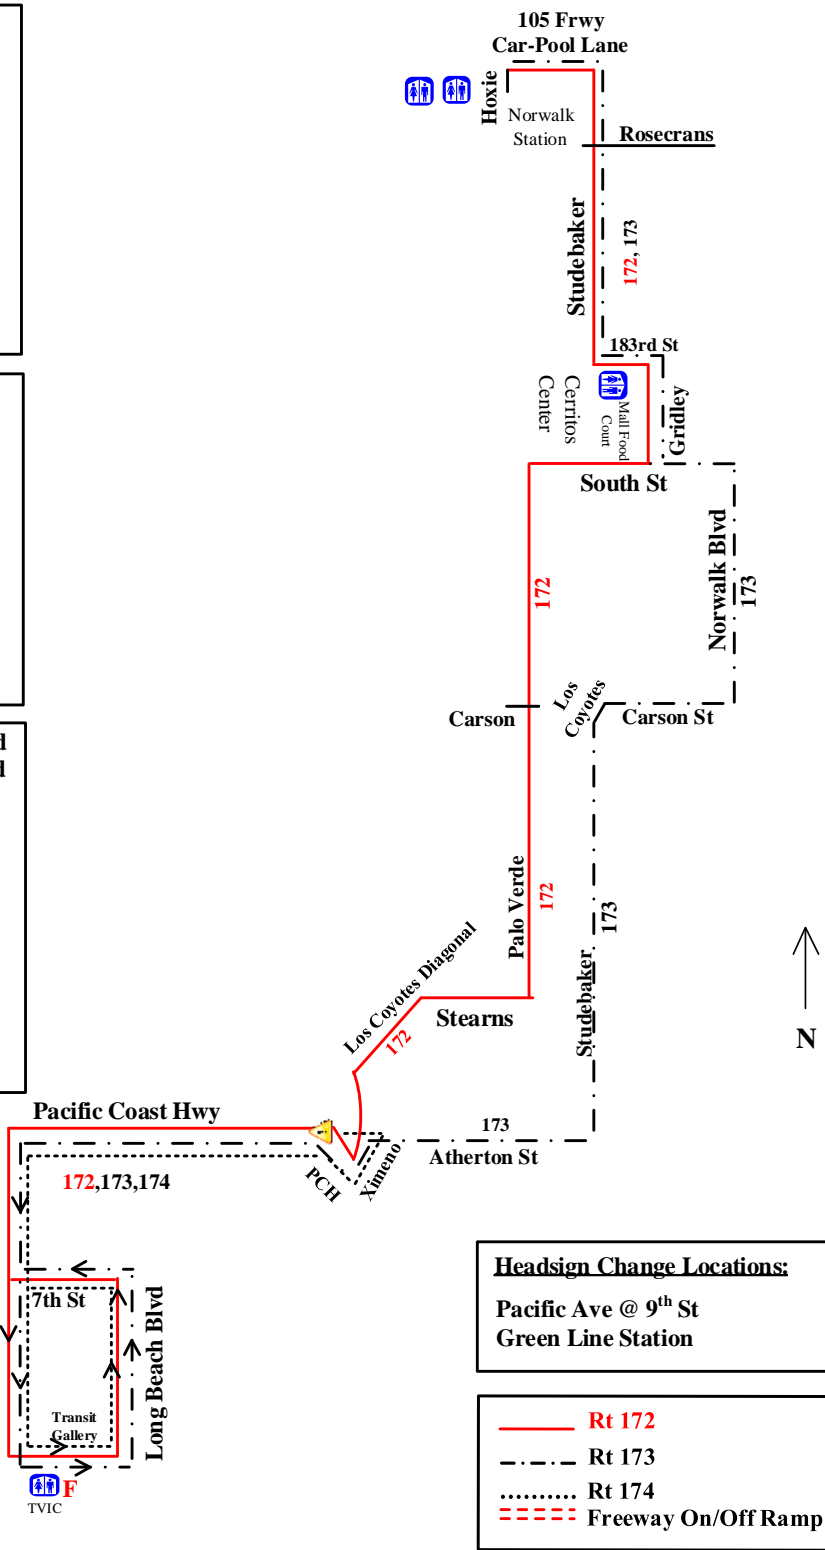 105 Frwy
Car-Pool Lane
Hoxie
Norwalk
Station
Rosecrans
Studebaker
172, 173
183rd St
Cerritos
Center
Mall Food
Court
Gridley
South St
172
Norwalk Blvd
173
Los
Coyotes
Carson
Carson St
d
d
Palo Verde
172
173
Studebaker
Los Coyotes Diagonal
172
Stearns
N
Pacific Coast Hwy
173
Atherton St
PCH
Ximeno
172,173,174
7th St
Long Beach Blvd
Transit
Gallery
F
TVIC
Headsign Change Locations:
Pacific Ave @ 9th St
Green Line Station
Rt 172
Rt 173
Rt 174
Freeway On/Off Ramp